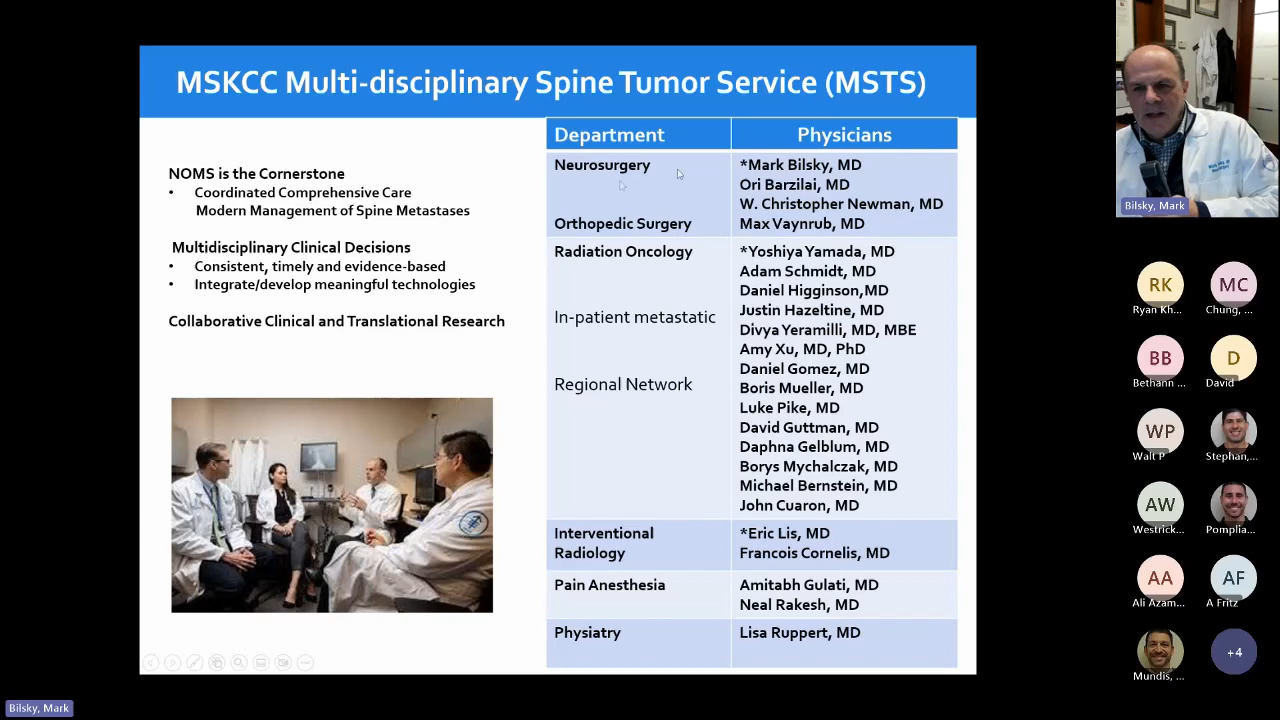 MSKCC Multi-disciplinary Spine Tumor Service (MSTS)
NOMS is the Cornerstone
• Coordinated Comprehensive Care
Modern Management of Spine Metastases
Multidisciplinary Clinical Decisions
• Consistent, timely and evidence-based
• Integrate/develop meaningful technologies
Collaborative Clinical and Translational Research
Department Physicians
Neurosurgery *Mark Bilsky, MD
Ori Barzilai, MD
W. Christopher Newman, MD
Orthopedic Surgery Max Vaynrub, MD
Radiation Oncology *Yoshiya Yamada, MD
Adam Schmidt, MD
Daniel Higginson,MD
Justin Hazeltine, MD
In-patient metastatic
Divya Yeramilli, MD, MBE
Amy Xu, MD, PhD
Daniel Gomez, MD
Regional Network Boris Mueller, MD
Luke Pike, MD
David Guttman, MD
Daphna Gelblum, MD
Borys Mychalczak, MD
Michael Bernstein, MD
John Cuaron, MD
Interventional *Eric Lis, MD
Radiology Francois Cornelis, MD
Pain Anesthesia Amitabh Gulati, MD
Neal Rakesh, MD
Physiatry Lisa Ruppert, MD
Bilsky, Mark
RK MC
Ryan Kh... Chung, ...
BB D
Bethann ... David
WP
Walt P Stephan,...
AW
Westrick... Pomplia...
AA AF
Ali Azam... A Fritz
+4
Mundis, ...
Bilsky, Mark